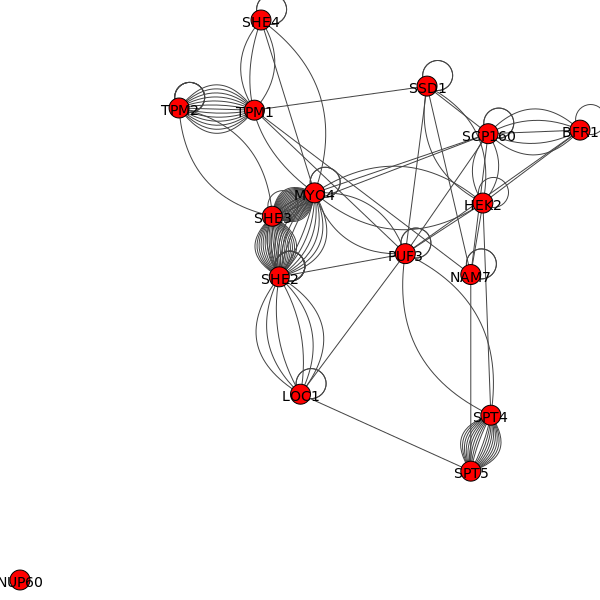 SHE4
SSD1
TPM2
TPM1
SCP160
BFR1
MYO4
HEK2
SHE3
PUF3
SHE2
NAM7
LOC1
SPT4
SPT5
NUP60